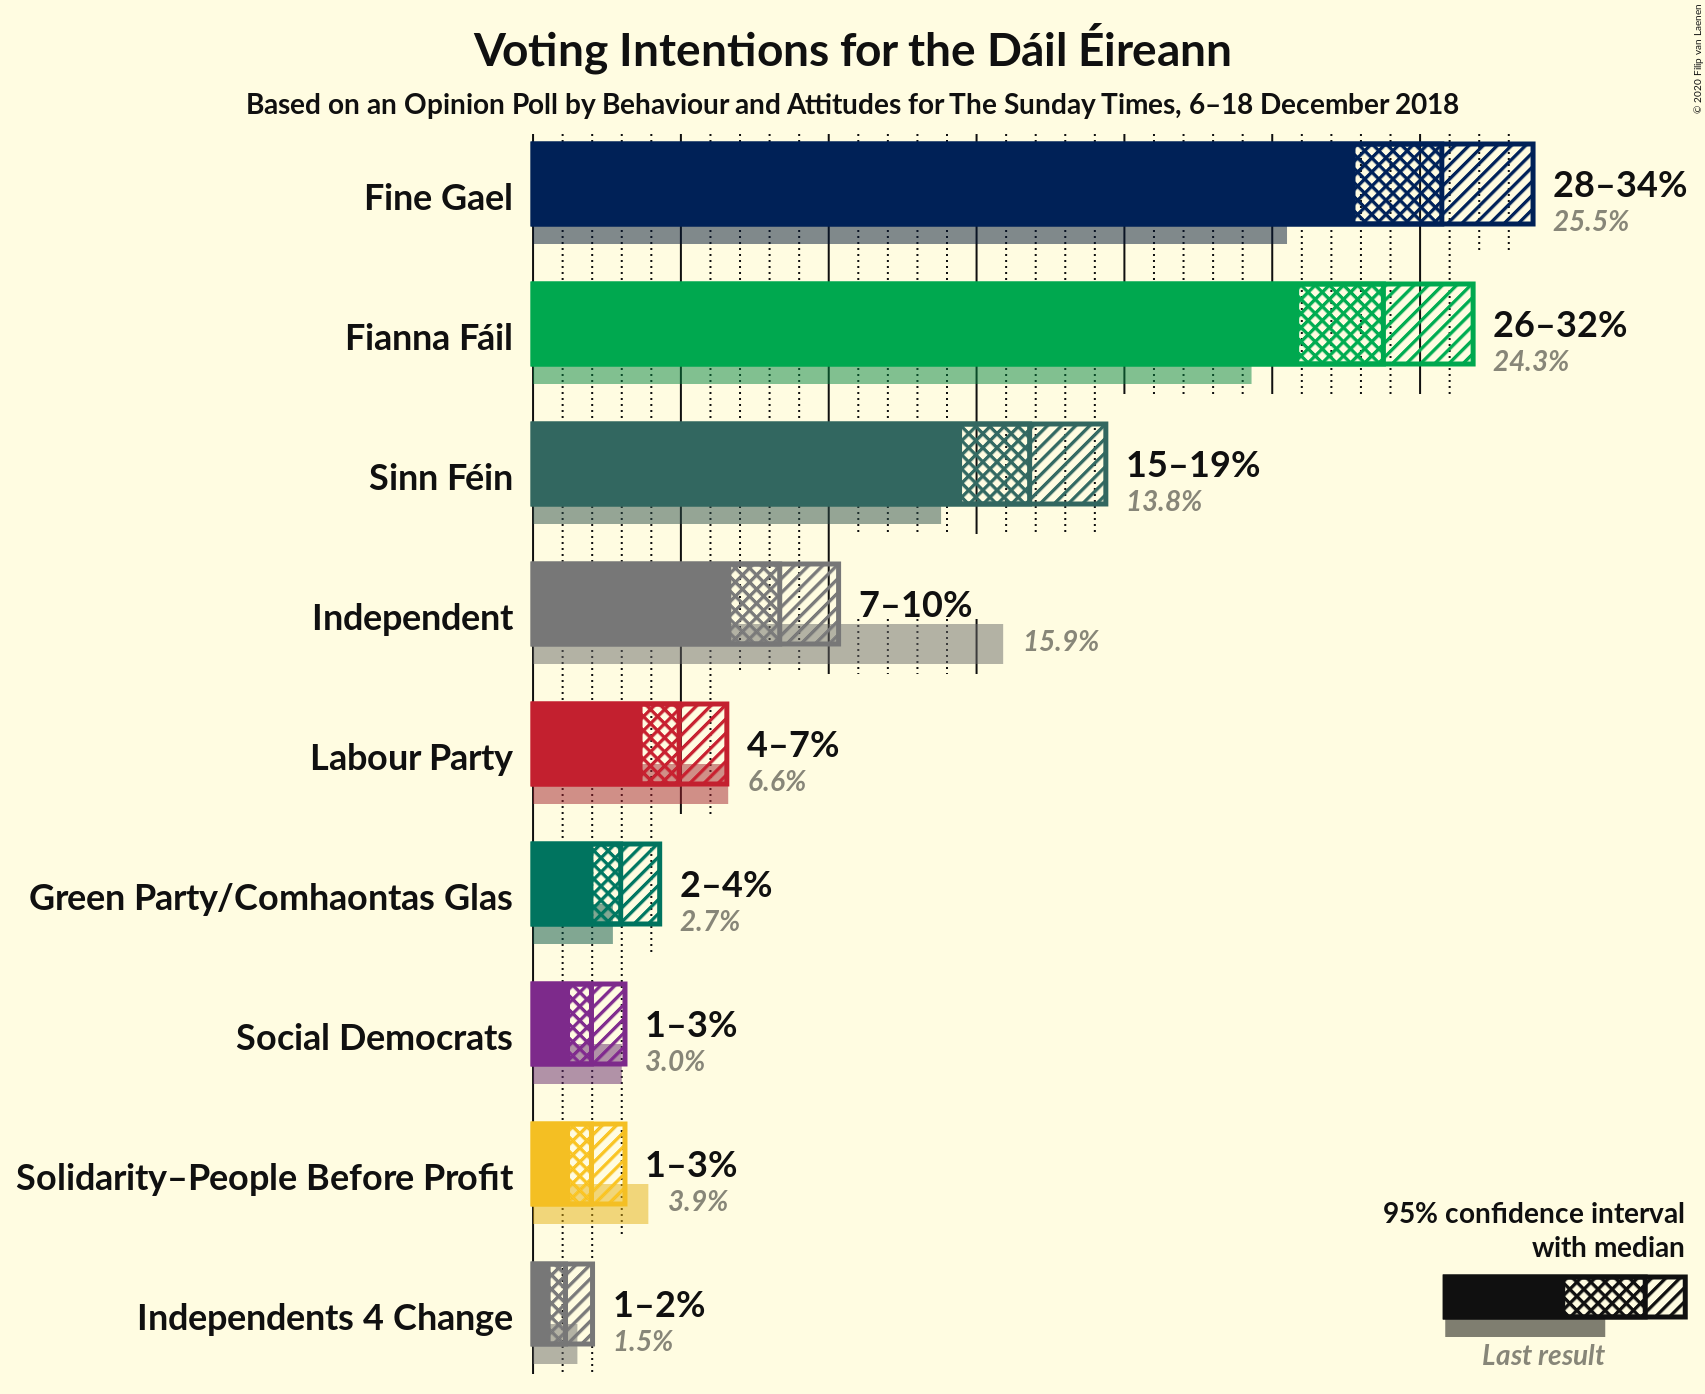 Voting Intentions for the Dáil Éireann
Based on an Opinion Poll by Behaviour and Attitudes for The Sunday Times, 6–18 December 2018
© 2020 Filip van Laenen
Fine Gael
28–34%
25.5%
Fianna Fáil
26–32%
24.3%
Sinn Féin
15–19%
13.8%
Independent
7–10%
15.9%
Labour Party
4–7%
6.6%
Green Party/Comhaontas Glas
2–4%
2.7%
Social Democrats
1–3%
3.0%
Solidarity–People Before Profit
1–3%
3.9%
Independents 4 Change
1–2%
1.5%
95% confidence interval
with median
Last result